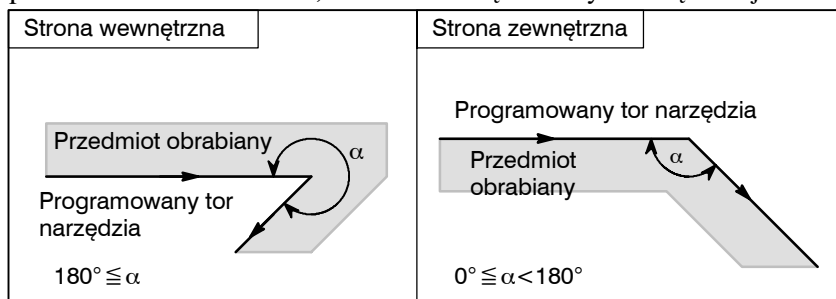 Strona wewnętrzna
Przedmiot obrabiany
α
Programowany tor
narzędzia
180° ≦ α
Strona zewnętrzna
Programowany tor narzędzia
Przedmiot
obrabiany
α
0° ≦ α < 180°